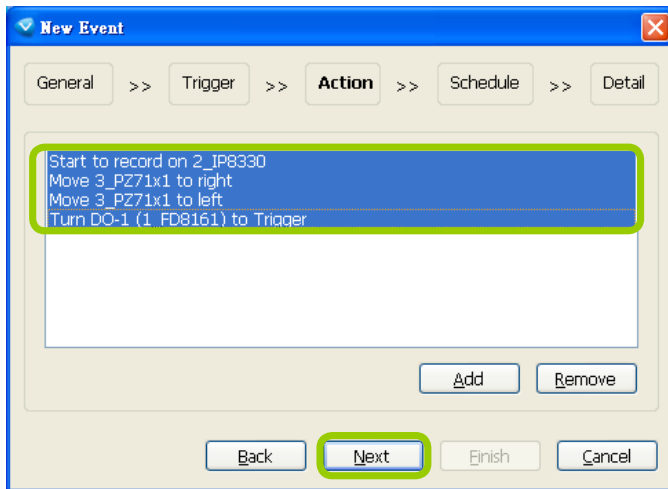 New Event
General >> Trigger >> Action >> Schedule >> Detail
Start to record on 2_IP8330
Move 3_PZ71x1 to right
Move 3_PZ71x1 to left
Turn DO-1 (1_FD8161) to Trigger
Add Remove
Back Next Finish Cancel